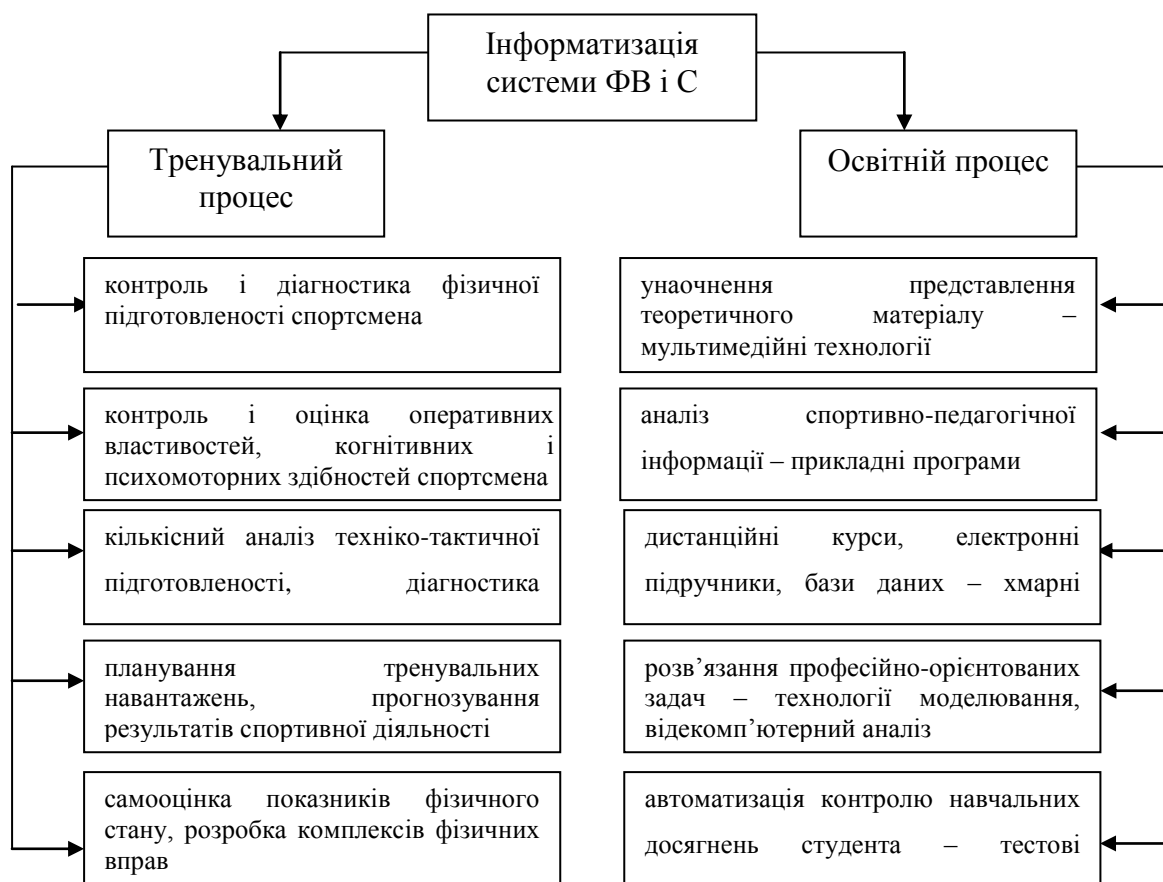 Інформатизація
системи ФВ і С
Тренувальний
процес
Освітній процес
контроль і діагностика фізичної
підготовленості спортсмена
контроль і оцінка оперативних
властивостей, когнітивних і
психомоторних здібностей спортсмена
кількісний аналіз техніко-тактичної
підготовленості, діагностика
планування тренувальних
навантажень, прогнозування
результатів спортивної діяльності
самооцінка показників фізичного
стану, розробка комплексів фізичних
вправ
унаочнення представлення
теоретичного матеріалу –
мультимедійні технології
аналіз спортивно-педагогічної
інформації – прикладні програми
дистанційні курси, електронні
підручники, бази даних – хмарні
розв’язання професійно-орієнтованих
задач – технології моделювання,
відекомп’ютерний аналіз
автоматизація контролю навчальних
досягнень студента – тестові